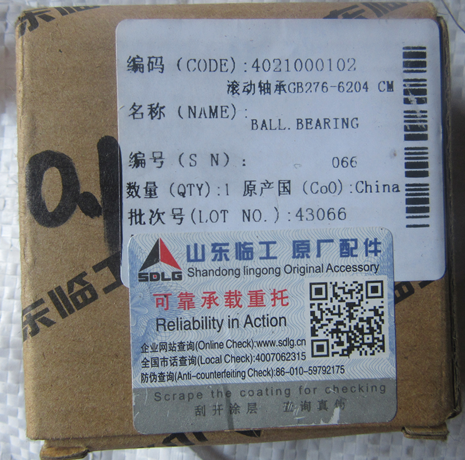 编码 (CODE):4021000102
滚动轴承GB276-6204 CM
名称 (NAME):
BALL.BEARING
编号(S N): 066
数量(QTY):1 原产国 (CoO):China
批次号(LOT NO.):43066
SDLG
山东临工 原厂配件
Shandong lingong Original Accessory
可靠承载重托
Reliability in Action
企业网站查询(Online Check):www.sdlg.cn
全国市话查询(Local Check):4007062315
防伪查询(Anti-counterfeiting Check):86-010-59792175
Scrape the coating for checking
刮开涂层 查询真伪
东临工